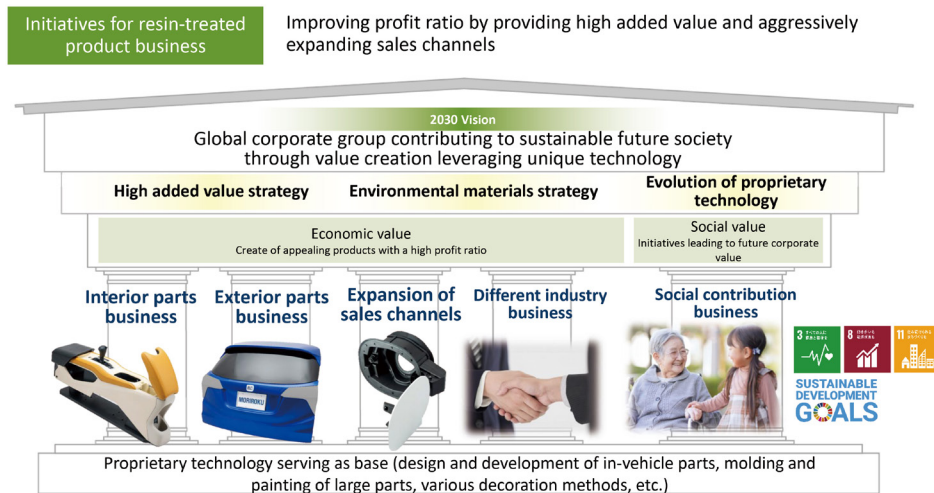 Initiatives for resin-treated
product business
Improving profit ratio by providing high added value and aggressively
expanding sales channels
2030 Vision
Global corporate group contributing to sustainable future society
through value creation leveraging unique technology
High added value strategy
Environmental materials strategy
Evolution of proprietary
technology
Economic value
Create of appealing products with a high profit ratio
Social value
Initiatives leading to future corporate
value
Interior parts
business
Exterior parts
business
Expansion of
sales channels
Different industry
business
Social contribution
business
MORIROKU
3
8
11
SUSTAINABLE
DEVELOPMENT
GOALS
Proprietary technology serving as base (design and development of in-vehicle parts, molding and
painting of large parts, various decoration methods, etc.)